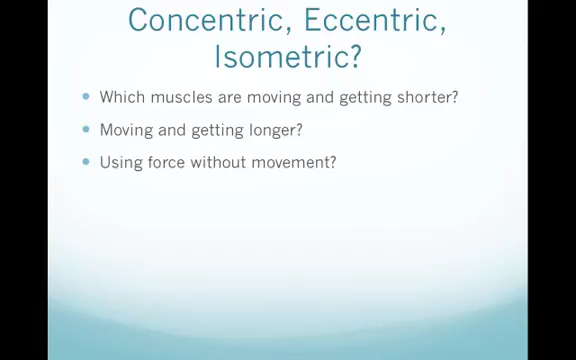 Concentric, Eccentric,
Isometric?
Which muscles are moving and getting shorter?
Moving and getting longer?
Using force without movement?